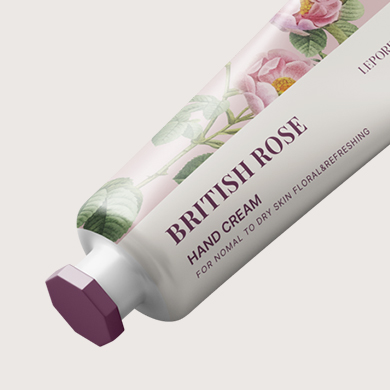 BRITISH ROSE
HAND CREAM
FOR NOMAL TO DRY SKIN FLORAL&REFRESHING